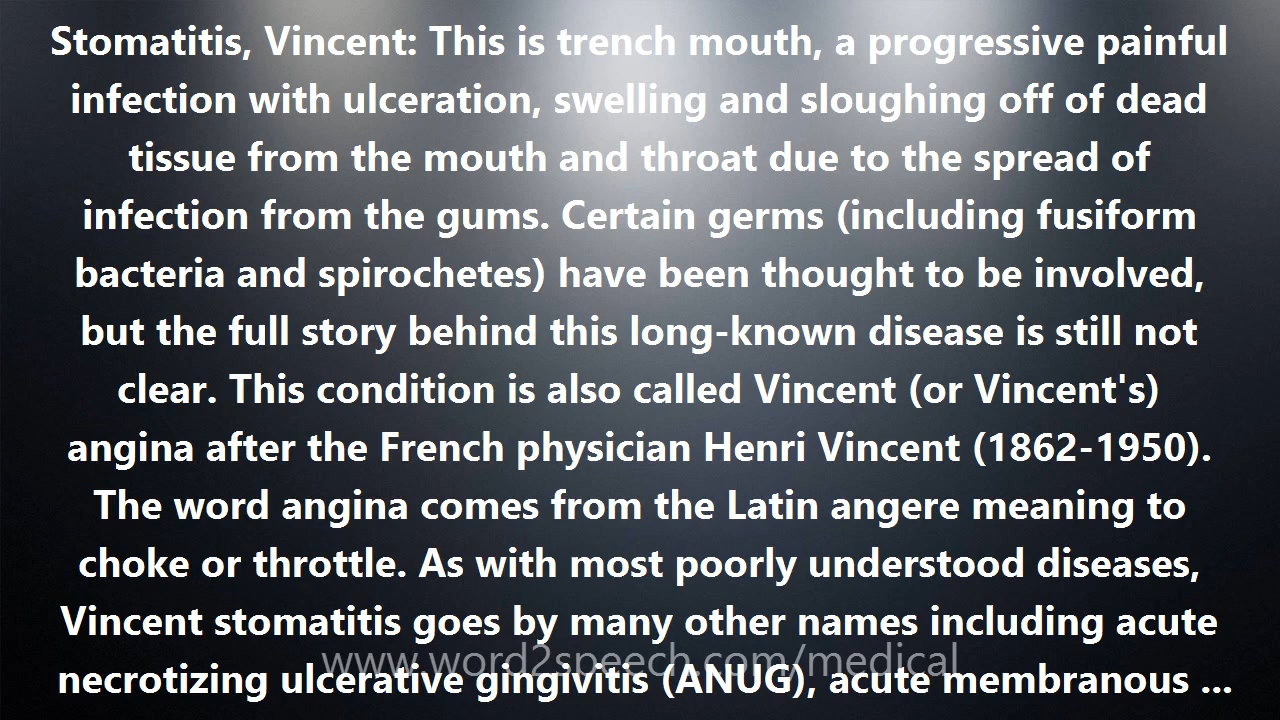 Stomatitis, Vincent: This is trench mouth, a progressive painful
infection with ulceration, swelling and sloughing off of dead
tissue from the mouth and throat due to the spread of
infection from the gums. Certain germs (including fusiform
bacteria and spirochetes) have been thought to be involved,
but the full story behind this long-known disease is still not
clear. This condition is also called Vincent (or Vincent's)
angina after the French physician Henri Vincent (1862-1950).
The word angina comes from the Latin angere meaning to
choke or throttle. As with most poorly understood diseases,
Vincent stomatitis goes by many other names including acute
www.word2speech.com/medical
necrotizing ulcerative gingivitis (ANUG), acute membranous ...